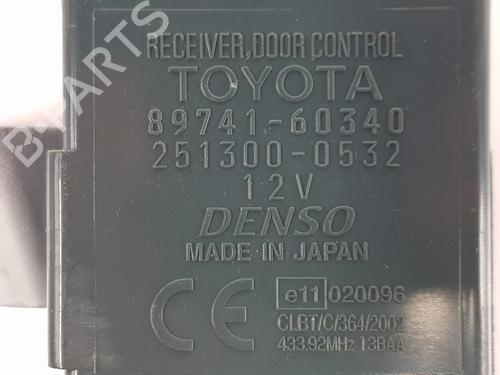 RECEIVER, DOOR CONTROL
TOYOTA
89741-60340
251300-0532
12V
DENSO
MADE IN JAPAN
CE e11 020096
CLBT/C/364/2002
433.92MHz 13BAA
B-PARTS